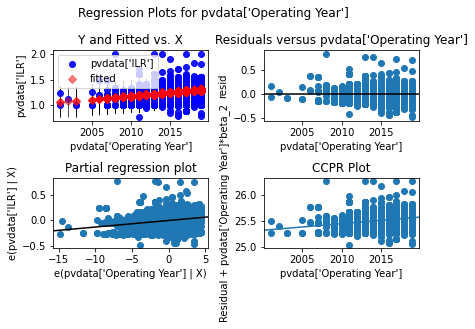 Regression Plots for pvdata['Operating Year']
Y and Fitted vs. X
pvdata['ILR']
2.0
1.5
1.0
pvdata['ILR']
fitted
2005 2010 2015
pvdata['Operating Year']
Residuals versus pvdata['Operating Year']
resid
0.5
0.0
−0.5
2005 2010 2015
pvdata['Operating Year']
Partial regression plot
e(pvdata['ILR'] | X)
0.5
0.0
−0.5
−15 −10 −5 0 5
e(pvdata['Operating Year'] | X)
CCPR Plot
Residual + pvdata['Operating Year']*beta_2
26.0
25.5
25.0
2005 2010 2015
pvdata['Operating Year']